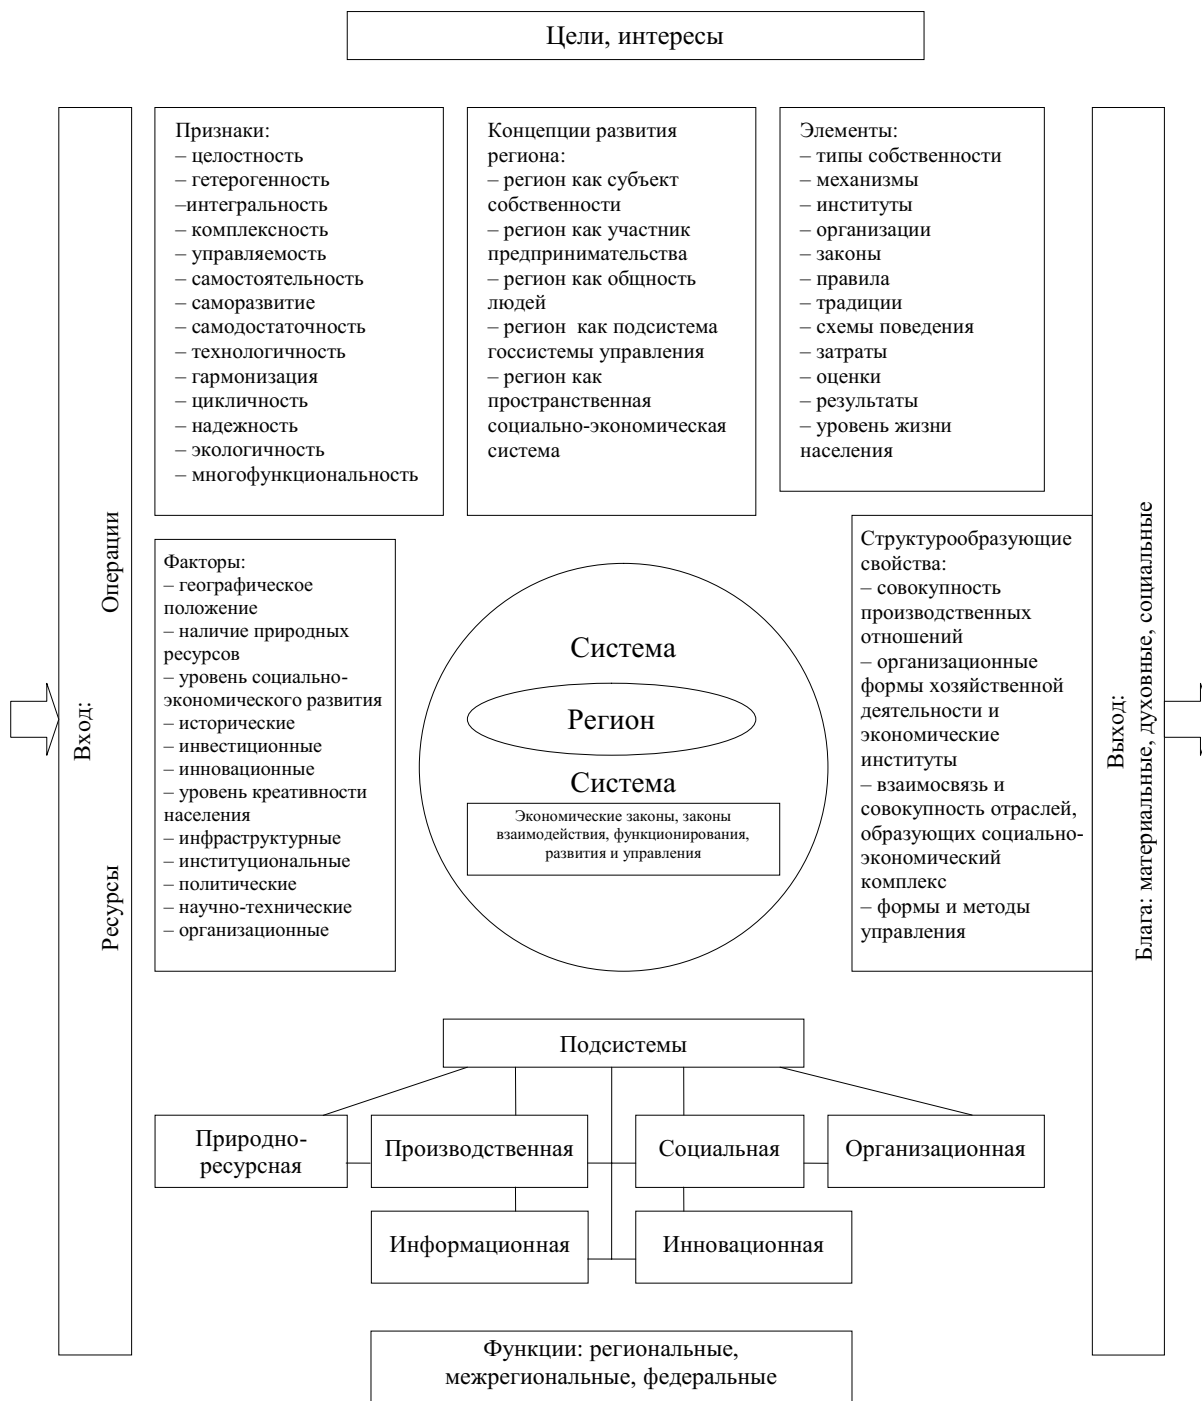 Цели, интересы
Вход:
Ресурсы
Операции
Признаки:
– целостность
– гетерогенность
–интегральность
– комплексность
– управляемость
– самостоятельность
– саморазвитие
– самодостаточность
– технологичность
– гармонизация
– цикличность
– надежность
– экологичность
– многофункциональность
Концепции развития
региона:
– регион как субъект
собственности
– регион как участник
предпринимательства
– регион как общность
людей
– регион  как подсистема
госсистемы управления
– регион как
пространственная
социально-экономическая
система
Элементы:
– типы собственности
– механизмы
– институты
– организации
– законы
– правила
– традиции
– схемы поведения
– затраты
– оценки
– результаты
– уровень жизни
населения
Факторы:
– географическое
положение
– наличие природных
ресурсов
– уровень социально-
экономического развития
– исторические
– инвестиционные
– инновационные
– уровень креативности
населения
– инфраструктурные
– институциональные
– политические
– научно-технические
– организационные
Система
Регион
Система
Экономические законы, законы
взаимодействия, функционирования,
развития и управления
Структурообразующие
свойства:
– совокупность
производственных
отношений
– организационные
формы хозяйственной
деятельности и
экономические
институты
– взаимосвязь и
совокупность отраслей,
образующих социально-
экономический
комплекс
– формы и методы
управления
Выход:
Блага: материальные, духовные, социальные
Подсистемы
Природно-
ресурсная
Производственная
Социальная
Организационная
Информационная
Инновационная
Функции: региональные,
межрегиональные, федеральные